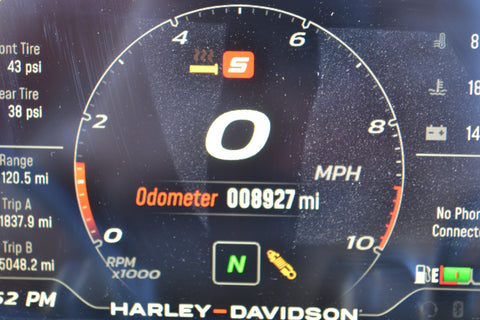 ont Tire
43 psi
ear Tire
38 psi
Range
120.5 mi
Trip A
1837.9 mi
Trip B
5048.2 mi
52 PM
0
2
4
6
8
10
RPM
x1000
S
0
MPH
Odometer 008927 mi
N
HARLEY-DAVIDSON
8
18
14
No Phon
Connecte
E